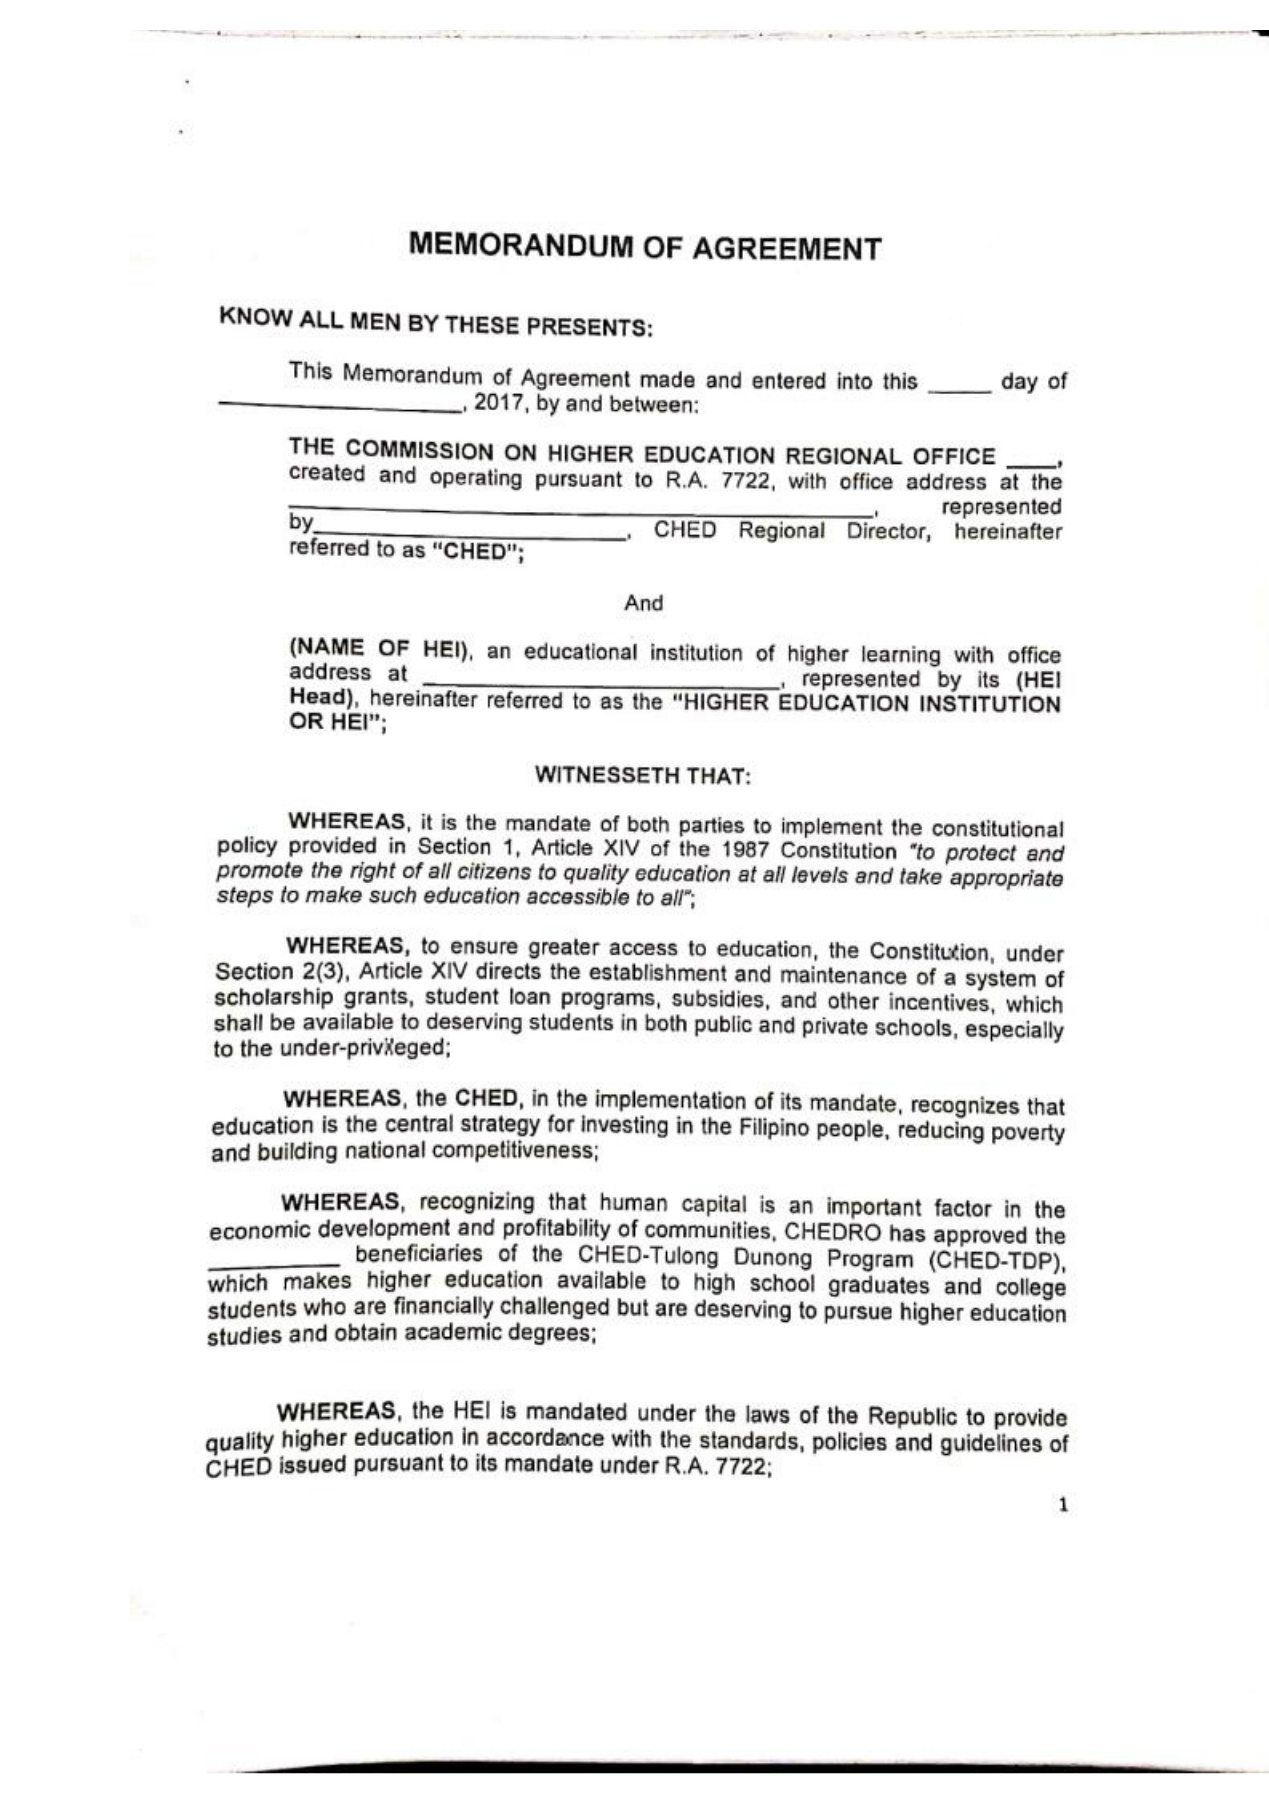 MEMORANDUM OF AGREEMENT
KNOW ALL MEN BY THESE PRESENTS:
This Memorandum of Agreement made and entered into this _____ day of
____________________, 2017, by and between:
THE COMMISSION ON HIGHER EDUCATION REGIONAL OFFICE ____,
created and operating pursuant to R.A. 7722, with office address at the
________________________________________________, represented
by__________________________, CHED Regional Director, hereinafter
referred to as "CHED";
And
(NAME OF HEI), an educational institution of higher learning with office
address at _____________________________, represented by its (HEI
Head), hereinafter referred to as the "HIGHER EDUCATION INSTITUTION
OR HEI";
WITNESSETH THAT:
WHEREAS, it is the mandate of both parties to implement the constitutional
policy provided in Section 1, Article XIV of the 1987 Constitution "to protect and
promote the right of all citizens to quality education at all levels and take appropriate
steps to make such education accessible to all";
WHEREAS, to ensure greater access to education, the Constitution, under
Section 2(3), Article XIV directs the establishment and maintenance of a system of
scholarship grants, student loan programs, subsidies, and other incentives, which
shall be available to deserving students in both public and private schools, especially
to the under-privileged;
WHEREAS, the CHED, in the implementation of its mandate, recognizes that
education is the central strategy for investing in the Filipino people, reducing poverty
and building national competitiveness;
WHEREAS, recognizing that human capital is an important factor in the
economic development and profitability of communities, CHEDRO has approved the
___________ beneficiaries of the CHED-Tulong Dunong Program (CHED-TDP),
which makes higher education available to high school graduates and college
students who are financially challenged but are deserving to pursue higher education
studies and obtain academic degrees;
WHEREAS, the HEI is mandated under the laws of the Republic to provide
quality higher education in accordance with the standards, policies and guidelines of
CHED issued pursuant to its mandate under R.A. 7722;
1